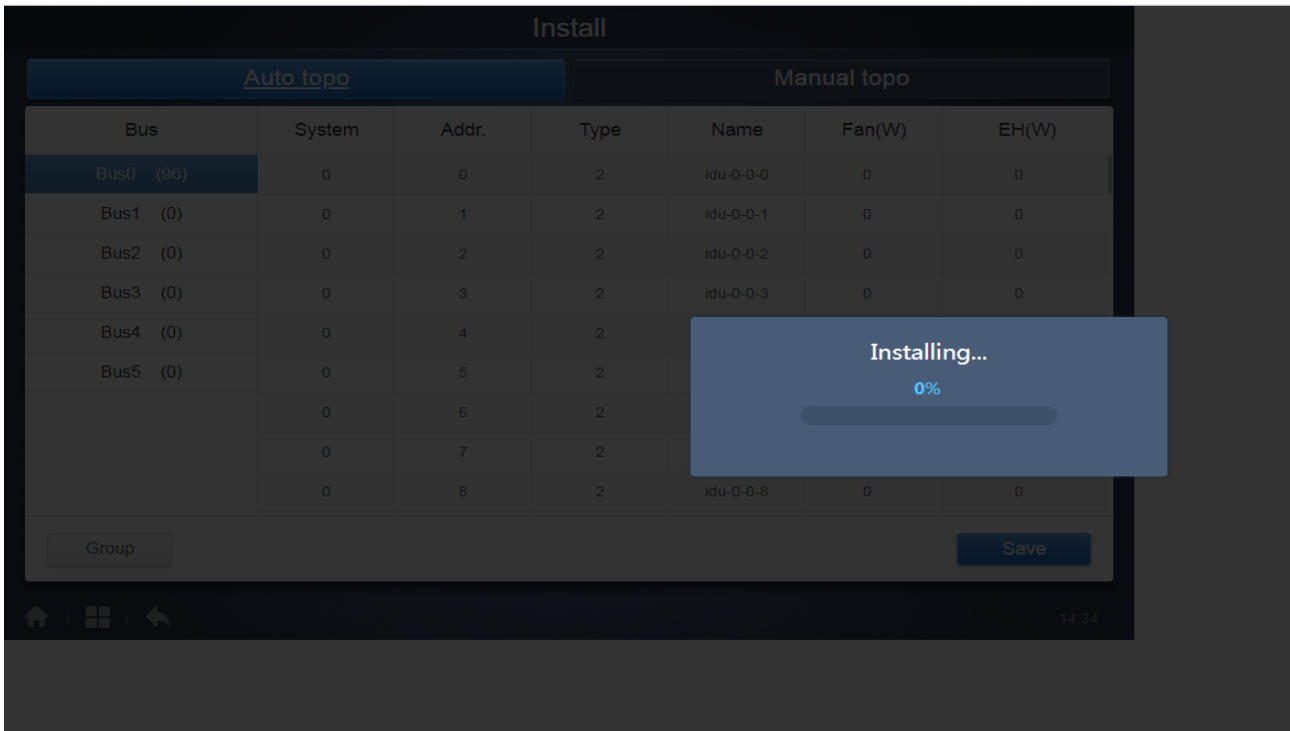 Install
Auto topo Manual topo
Bus System Addr. Type Name Fan(W) EH(W)
Bus0 (96) 0 0 2 idu-0-0-0 0 0
Bus1 (0) 0 1 2 idu-0-0-1 0 0
Bus2 (0) 0 2 2 idu-0-0-2 0 0
Bus3 (0) 0 3 2 idu-0-0-3 0 0
Bus4 (0) 0 4 2
Installing...
Bus5 (0) 0 5 2
0%
0 6 2
0 7 2
0 8 2 idu-0-0-8 0 0
Group Save
14:24